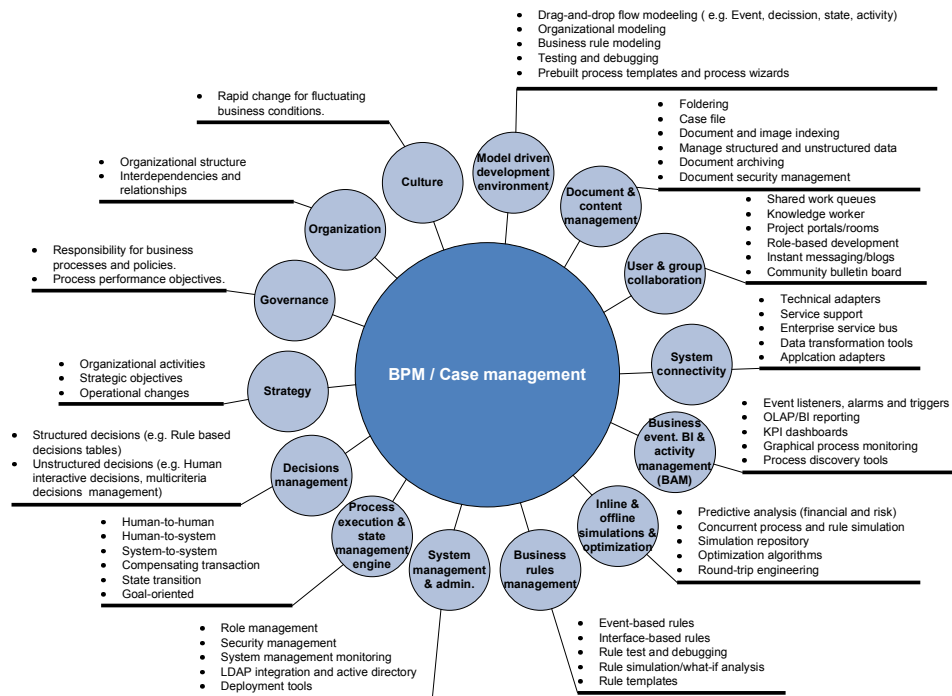 • Drag-and-drop flow modeeling ( e.g. Event, decission, state, activity)
• Organizational modeling
• Business rule modeling
• Testing and debugging
• Prebuilt process templates and process wizards
• Rapid change for fluctuating
business conditions.
• Foldering
• Case file
• Document and image indexing
• Manage structured and unstructured data
• Document archiving
• Document security management
• Organizational structure
• Interdependencies and
relationships
Culture
Model driven
development
environment
Document &
content
management
• Shared work queues
• Knowledge worker
• Project portals/rooms
• Role-based development
• Instant messaging/blogs
• Community bulletin board
Organization
• Responsibility for business
processes and policies.
• Process performance objectives.
Governance
User & group
collaboration
• Technical adapters
• Service support
• Enterprise service bus
• Data transformation tools
• Applcation adapters
• Organizational activities
• Strategic objectives
• Operational changes
Strategy
BPM / Case management
System
connectivity
• Event listeners, alarms and triggers
• OLAP/BI reporting
• KPI dashboards
• Graphical process monitoring
• Process discovery tools
• Structured decisions (e.g. Rule based
decisions tables)
• Unstructured decisions (e.g. Human
interactive decisions, multicriteria
decisions management)
Decisions
management
Business
event. BI &
activity
management
(BAM)
• Human-to-human
• Human-to-system
• System-to-system
• Compensating transaction
• State transition
• Goal-oriented
Process
execution &
state
management
engine
System
management
& admin.
Business
rules
management
Inline &
offline
simulations &
optimization
• Predictive analysis (financial and risk)
• Concurrent process and rule simulation
• Simulation repository
• Optimization algorithms
• Round-trip engineering
• Role management
• Security management
• System management monitoring
• LDAP integration and active directory
• Deployment tools
• Event-based rules
• Interface-based rules
• Rule test and debugging
• Rule simulation/what-if analysis
• Rule templates